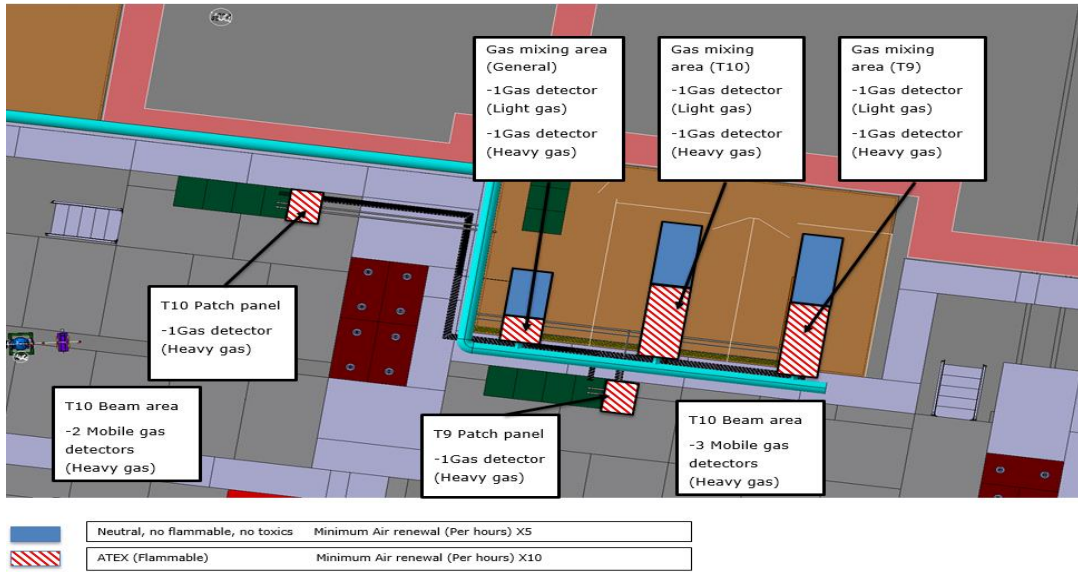 Gas mixing area
(General)
-1Gas detector
(Light gas)
-1Gas detector
(Heavy gas)
Gas mixing
area (T10)
-1Gas detector
(Light gas)
-1Gas detector
(Heavy gas)
Gas mixing
area (T9)
-1Gas detector
(Light gas)
-1Gas detector
(Heavy gas)
T10 Patch panel
-1Gas detector
(Heavy gas)
T10 Beam area
-2 Mobile gas
detectors
(Heavy gas)
T9 Patch panel
-1Gas detector
(Heavy gas)
T10 Beam area
-3 Mobile gas
detectors
(Heavy gas)
Neutral, no flammable, no toxics Minimum Air renewal (Per hours) X5
ATEX (Flammable) Minimum Air renewal (Per hours) X10